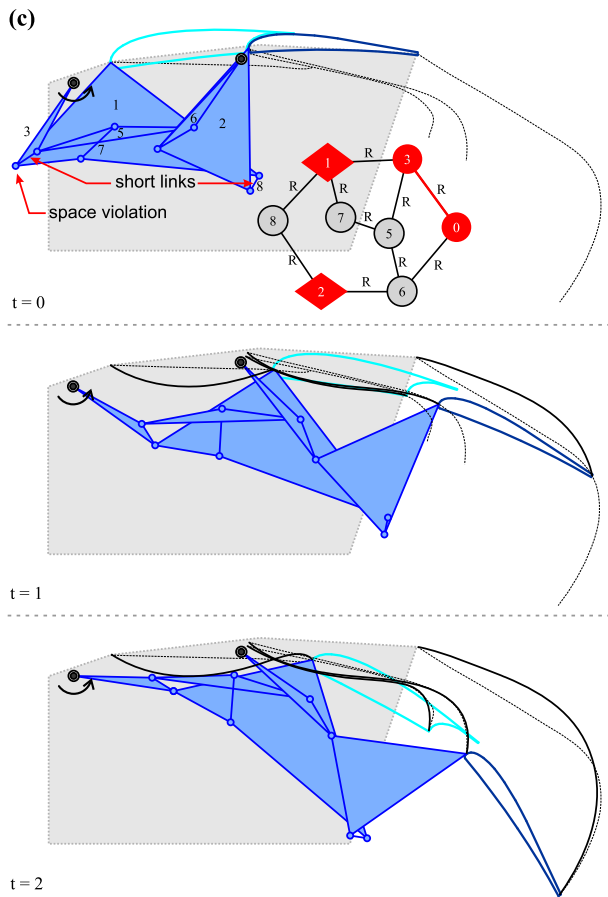 (c)
1
6
3
5
2
7
short links
8
space violation
1
R
3
R
R
R
8
7
R
5
0
R
R
R
2
R
6
t = 0
t = 1
t = 2